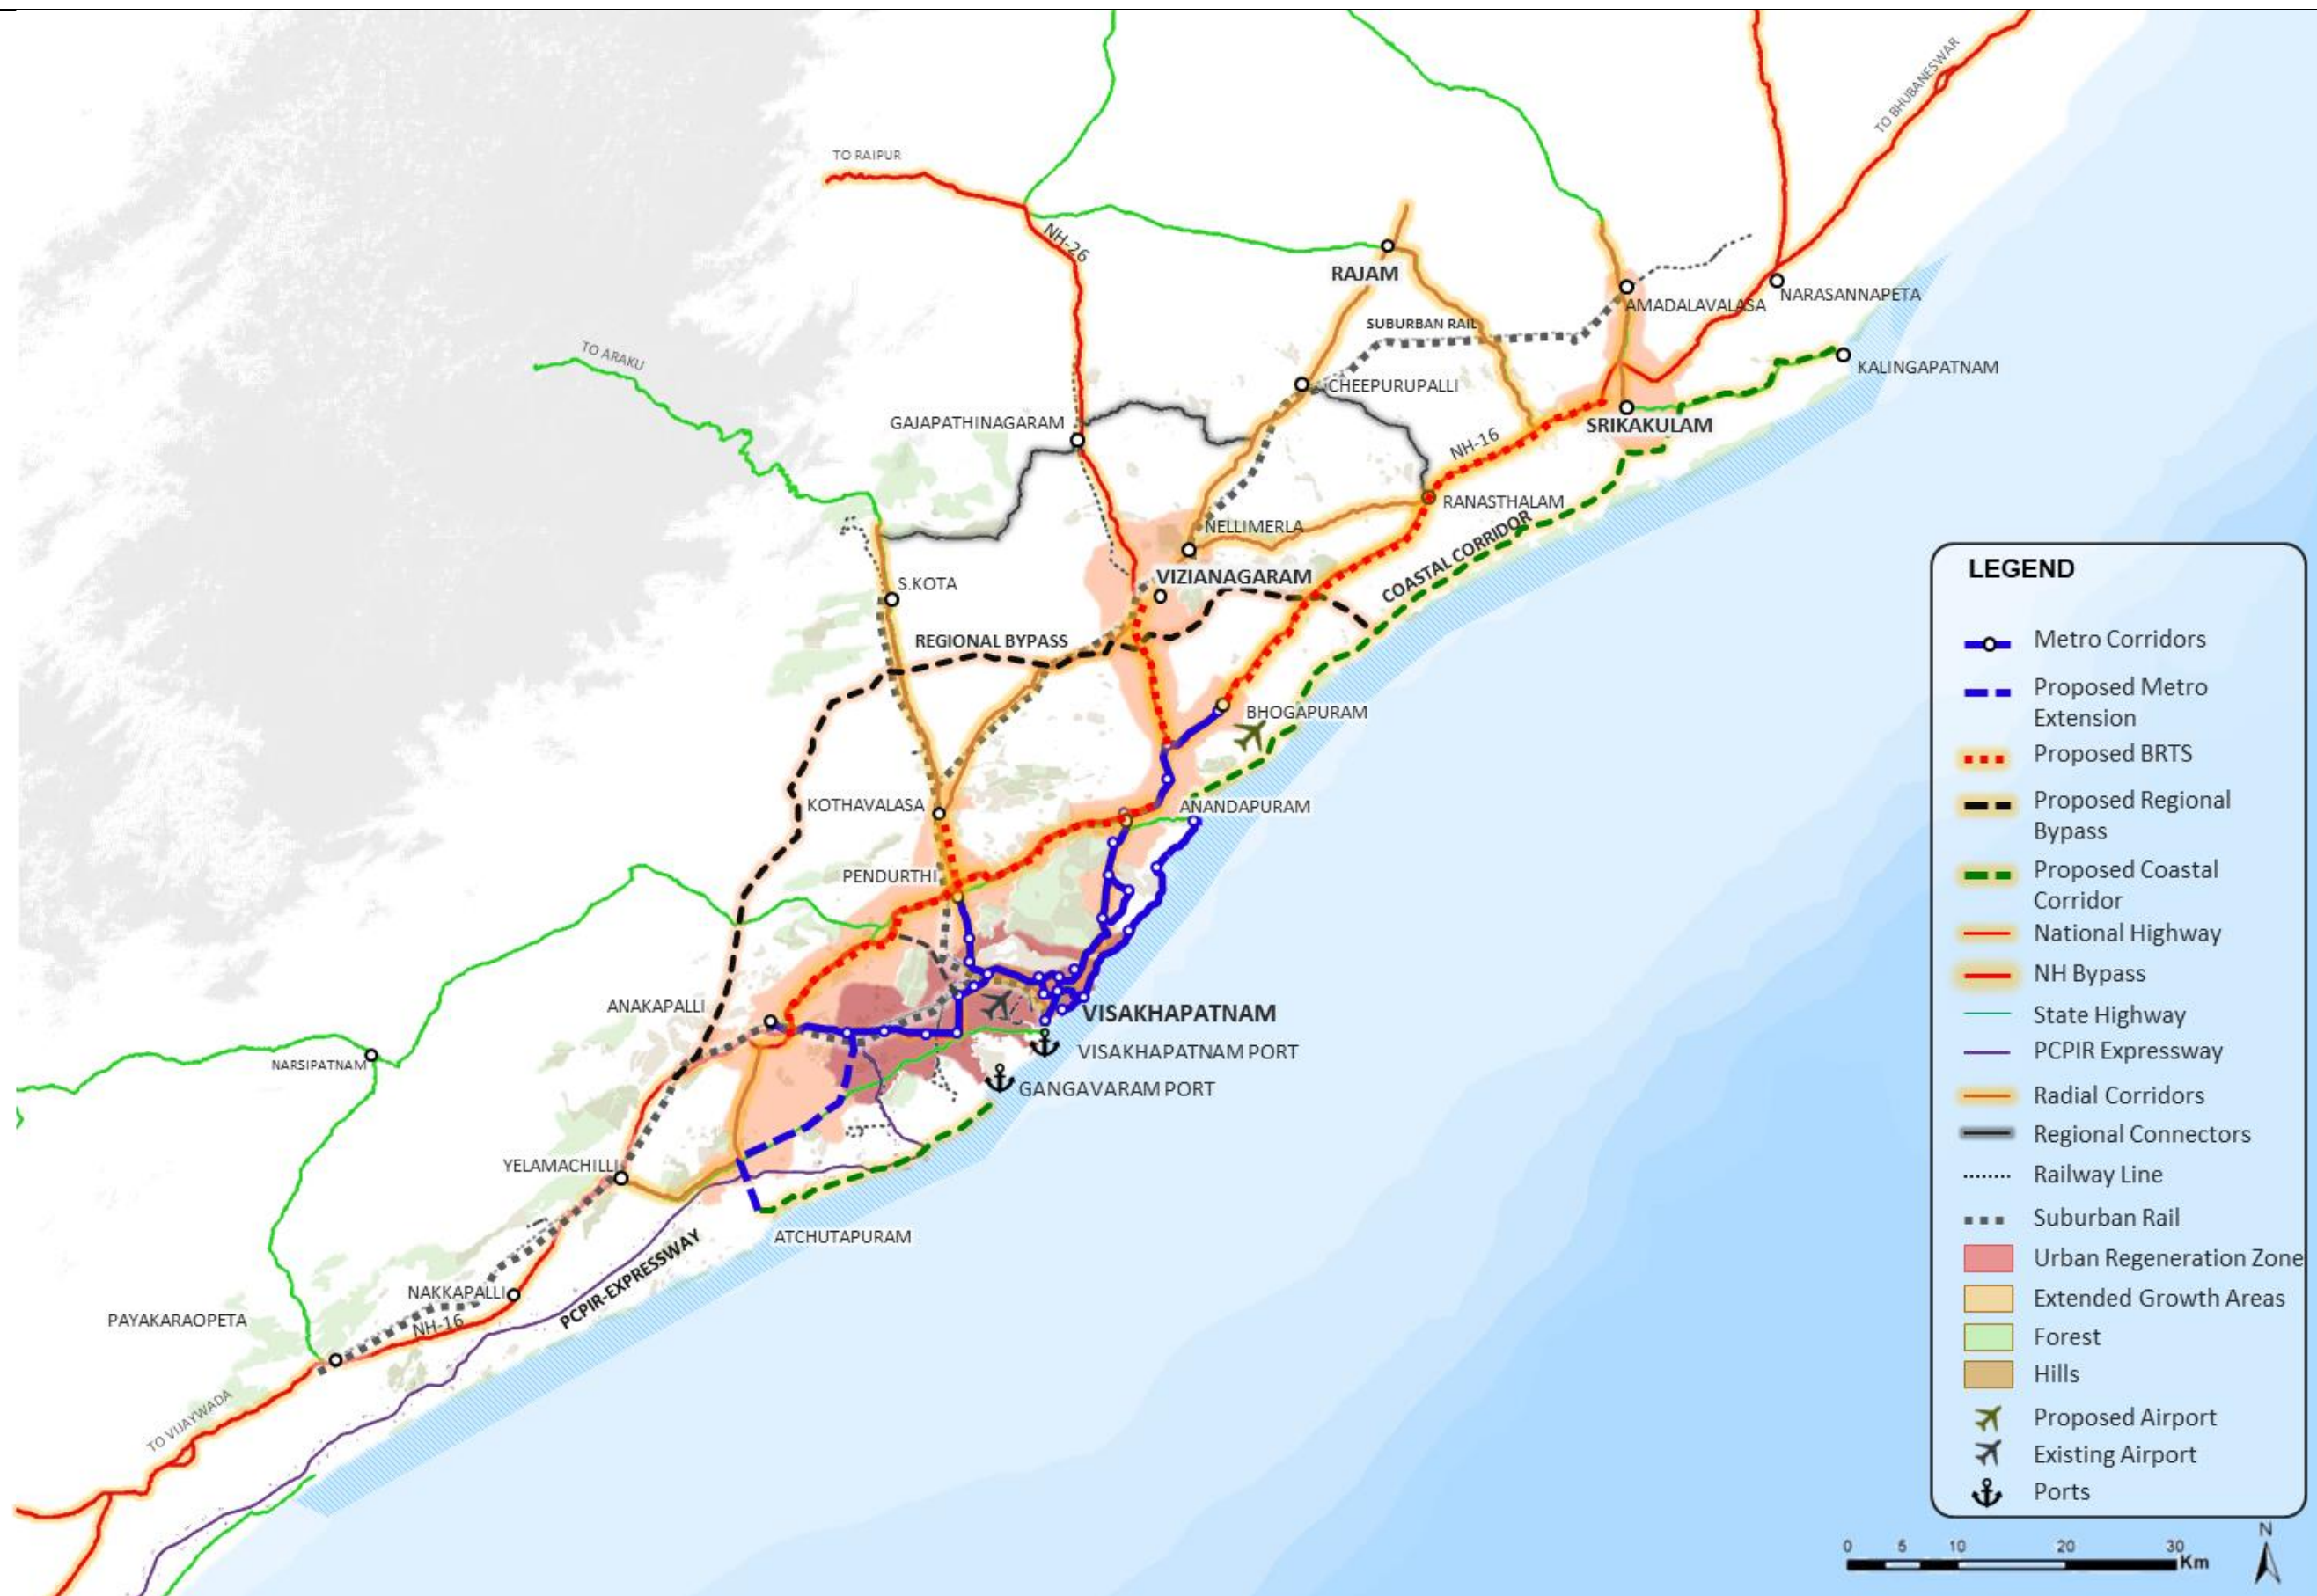 TO BHUBANESWAR
TO RAIPUR
NH-26
RAJAM
AMADALAVALASA
NARASANNAPETA
SUBURBAN RAIL
TO ARAKU
KALINGAPATNAM
CHEEPURUPALLI
GAJAPATHINAGARAM
SRIKAKULAM
NH-16
RANASTHALAM
NELLIMERLA
COASTAL CORRIDOR
VIZIANAGARAM
S.KOTA
REGIONAL BYPASS
BHOGAPURAM
KOTHAVALASA
ANANDAPURAM
PENDURTHI
ANAKAPALLI
VISAKHAPATNAM
VISAKHAPATNAM PORT
NARSIPATNAM
GANGAVARAM PORT
YELAMACHILLI
ATCHUTAPURAM
PCPIR-EXPRESSWAY
NAKKAPALLI
PAYAKARAOPETA
NH-16
TO VIJAYWADA
LEGEND
Metro Corridors
Proposed Metro
Extension
Proposed BRTS
Proposed Regional
Bypass
Proposed Coastal
Corridor
National Highway
NH Bypass
State Highway
PCPIR Expressway
Radial Corridors
Regional Connectors
Railway Line
Suburban Rail
Urban Regeneration Zone
Extended Growth Areas
Forest
Hills
Proposed Airport
Existing Airport
Ports
N
0 5 10 20 30
Km